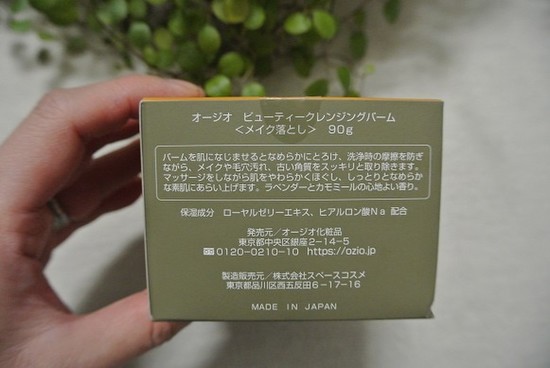 オージオ ビューティークレンジングバーム
<メイク落とし> 90g
バームを肌になじませるとなめらかにとろけ、洗浄時の摩擦を防ぎ
ながら、メイクや毛穴汚れ、古い角質をスッキリと取り除きます。
マッサージをしながら肌をやわらかくほぐし、しっとりとなめらか
な素肌にあらい上げます。ラベンダーとカモミールの心地よい香り。
保湿成分 ローヤルゼリーエキス、ヒアルロン酸Na 配合
発売元/オージオ化粧品
東京都中央区銀座2-14-5
0120-0210-10 https://ozio.jp
製造販売元/株式会社スペースコスメ
東京都品川区西五反田6-17-16
MADE IN JAPAN